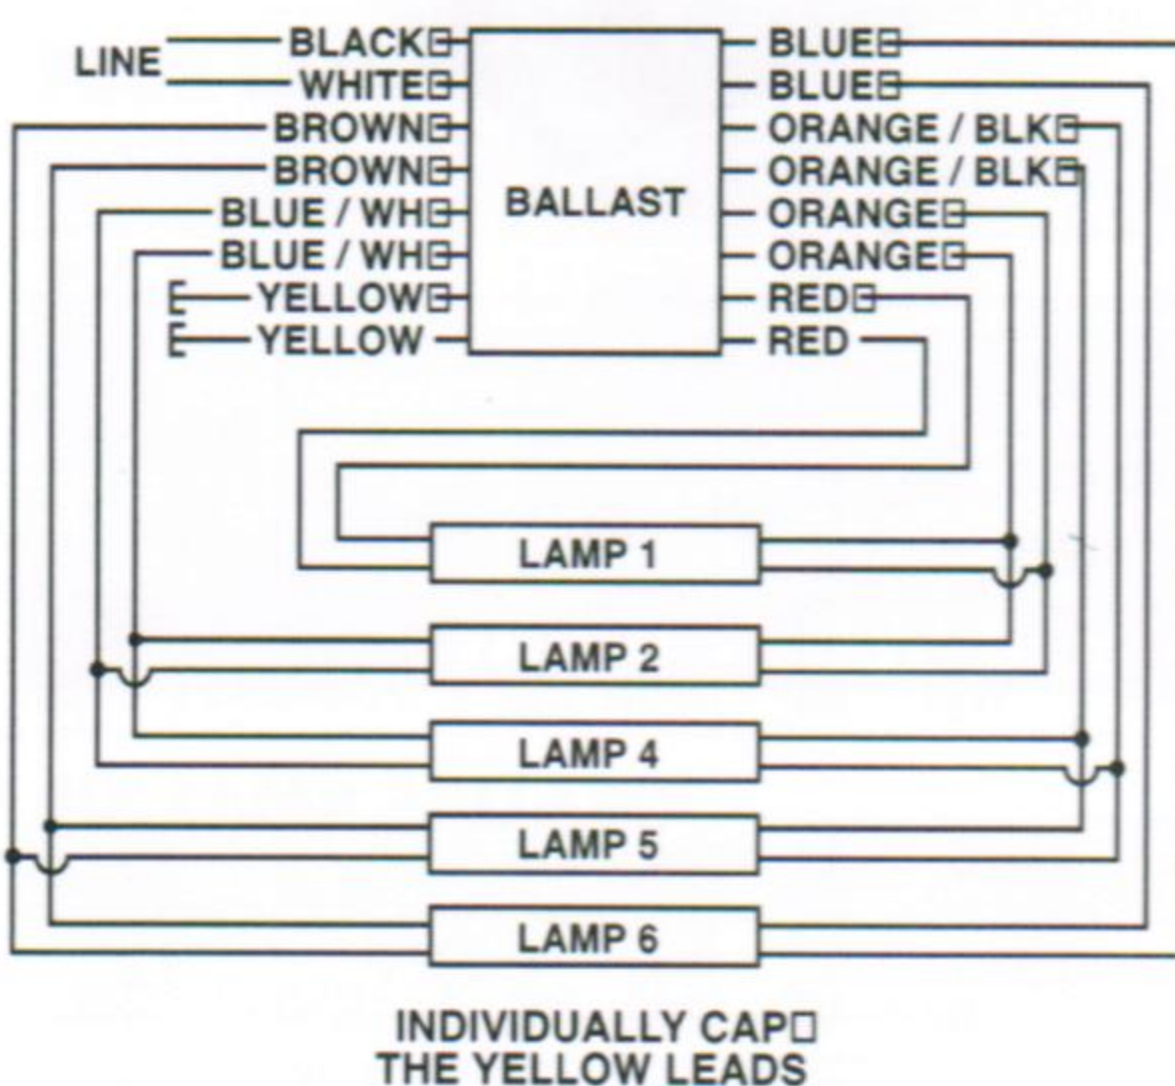 LINE
BLACK
WHITE
BROWN
BROWN
BLUE / WH
BLUE / WH
YELLOW
YELLOW
BALLAST
BLUE
BLUE
ORANGE / BLK
ORANGE / BLK
ORANGE
ORANGE
RED
RED
LAMP 1
LAMP 2
LAMP 4
LAMP 5
LAMP 6
INDIVIDUALLY CAP
THE YELLOW LEADS